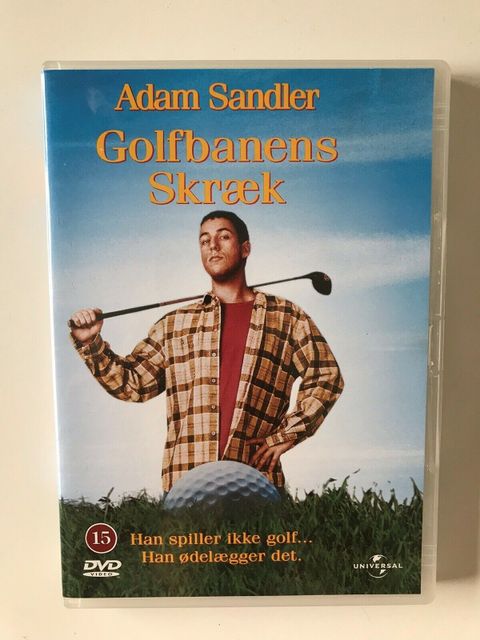 Adam Sandler
Golfbanens
Skræk
15
Han spiller ikke golf...
Han ødelægger det.
DVD
VIDEO
UNIVERSAL